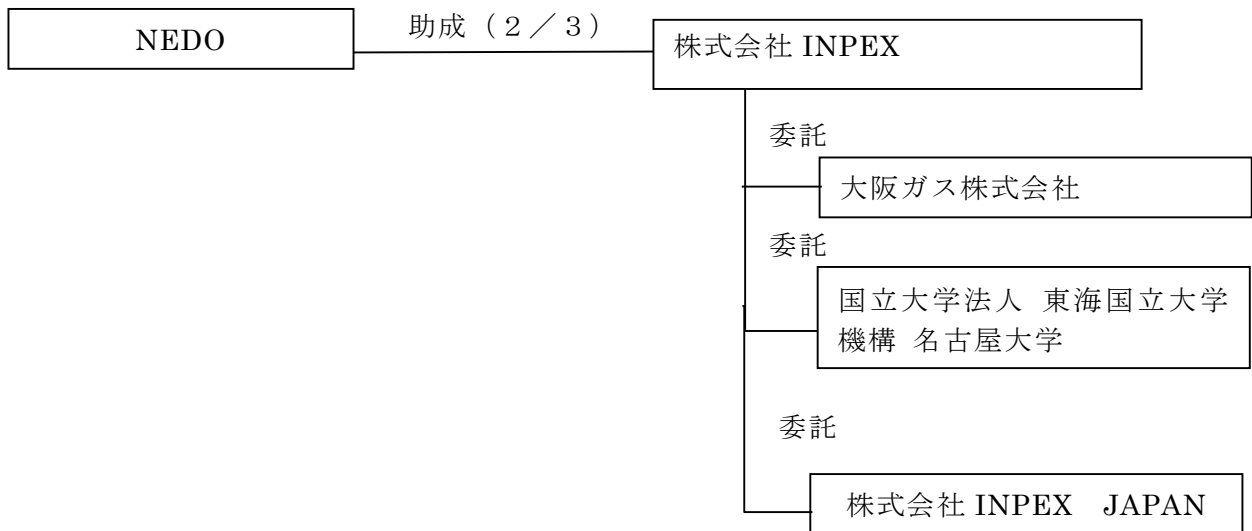 NEDO
助成（２／３）
株式会社 INPEX
委託
大阪ガス株式会社
委託
国立大学法人 東海国立大学
機構 名古屋大学
委託
株式会社 INPEX　JAPAN